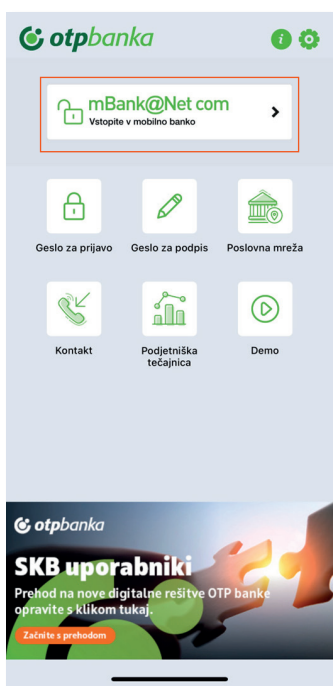 otpbanka
mBank@Net com
Vstopite v mobilno banko
Geslo za prijavo
Geslo za podpis
Poslovna mreža
Kontakt
Podjetniška
tečajnica
Demo
otpbanka
SKB uporabniki
Prehod na nove digitalne rešitve OTP banke
opravite s klikom tukaj.
Začnite s prehodom